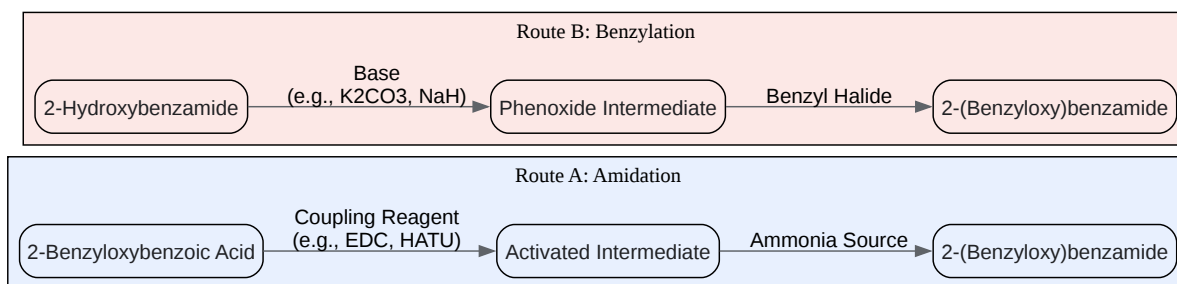 Route B: Benzylation
2-Hydroxybenzamide
Base
(e.g., K2CO3, NaH)
Phenoxide Intermediate
Benzyl Halide
2-(Benzyloxy)benzamide
Route A: Amidation
2-Benzyloxybenzoic Acid
Coupling Reagent
(e.g., EDC, HATU)
Activated Intermediate
Ammonia Source
2-(Benzyloxy)benzamide